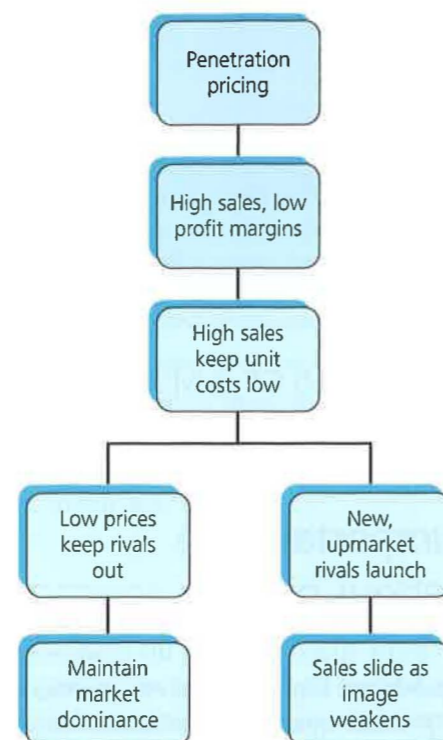 Penetration
pricing
High sales, low
profit margins
High sales
keep unit
costs low
Low prices
keep rivals
out
New,
upmarket
rivals launch
Maintain
market
dominance
Sales slide as
image
weakens